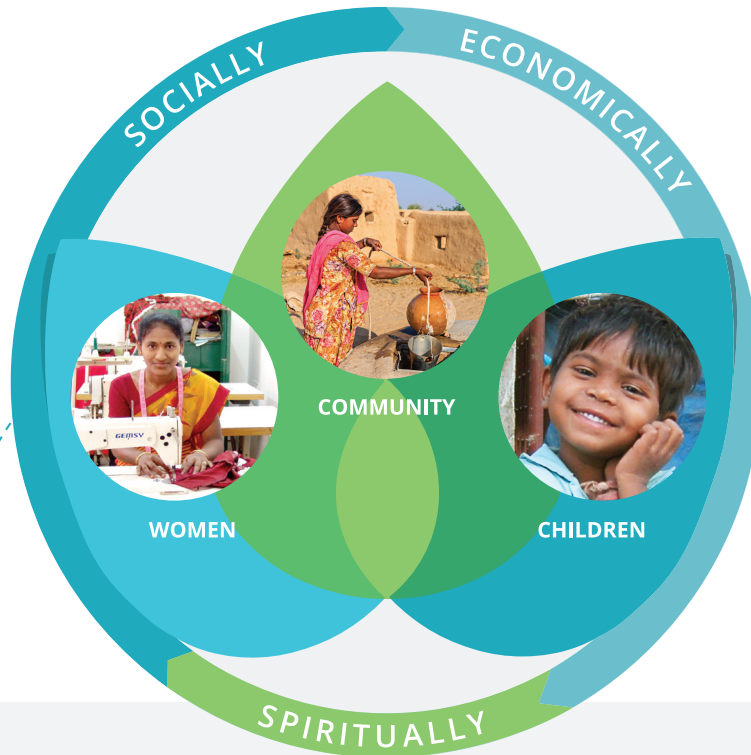 SOCIALLY
ECONOMICALLY
COMMUNITY
GEMSY
WOMEN
CHILDREN
SPIRITUALLY